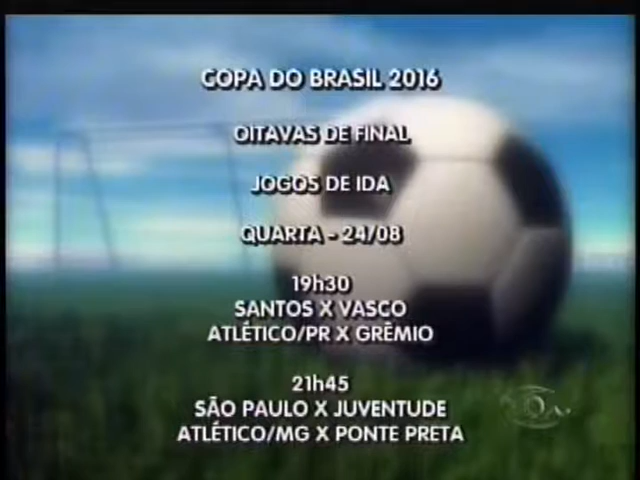 COPA DO BRASIL 2016
OITAVAS DE FINAL
JOGOS DE IDA
QUARTA - 24/08
19h30
SANTOS X VASCO
ATLÉTICO/PR X GRÊMIO
21h45
SÃO PAULO X JUVENTUDE
ATLÉTICO/MG X PONTE PRETA